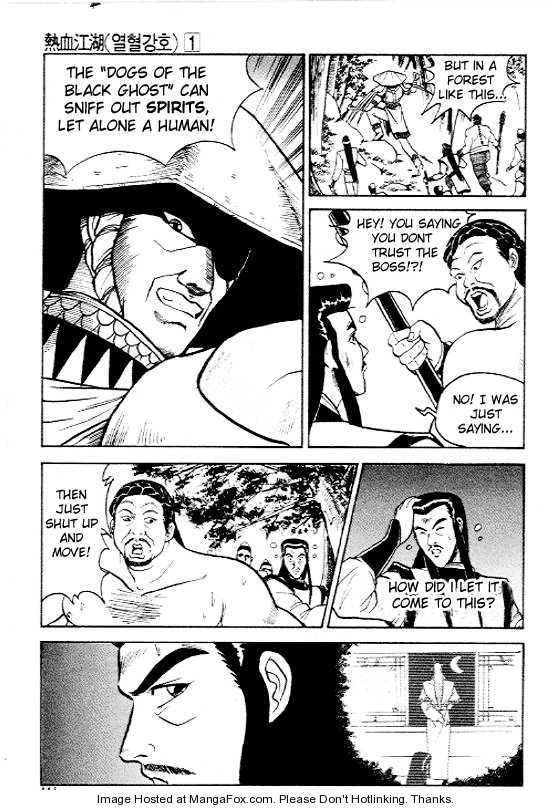 熱血江湖(열혈강호) 1
THE "DOGS OF THE
BLACK GHOST" CAN
SNIFF OUT SPIRITS,
LET ALONE A HUMAN!
BUT IN A
FOREST
LIKE THIS...
HEY! YOU SAYING
YOU DONT
TRUST THE
BOSS!?!
NO! I WAS
JUST
SAYING...
THEN
JUST
SHUT UP
AND
MOVE!
HOW DID I LET IT
COME TO THIS?
Image Hosted at MangaFox.com. Please Don't Hotlinking. Thanks.